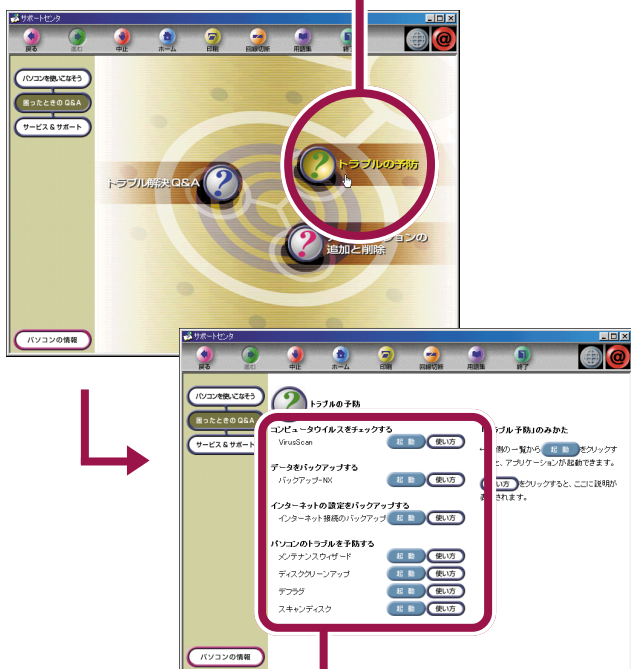 サポートセンタ
戻る 進む 中止 ホーム 印刷 回線切断 用語集
パソコンを使いこなそう
困ったときのQ&A
サービス&サポート
トラブルの予防
トラブル解決Q&A
ションの
追加と削除
パソコンの情報
サポートセンタ
戻る 進む 中止 ホーム 印刷 回線切断 用語集 終了
パソコンを使いこなそう
困ったときのQ&A
サービス&サポート
パソコンの情報
トラブルの予防
コンピュータウイルスをチェックする
VirusScan 起動 使い方
データをバックアップする
バックアップ-NX 起動 使い方
インターネットの設定をバックアップする
インターネット接続のバックアップ 起動 使い方
パソコンのトラブルを予防する
メンテナンスウィザード 起動 使い方
ディスククリーンアップ 起動 使い方
デフラグ 起動 使い方
スキャンディスク 起動 使い方
ラブル予防」のみかた
← 側の一覧から 起動 をクリックす
と、アプリケーションが起動できます。
い方 をクリックすると、ここに説明が
されます。